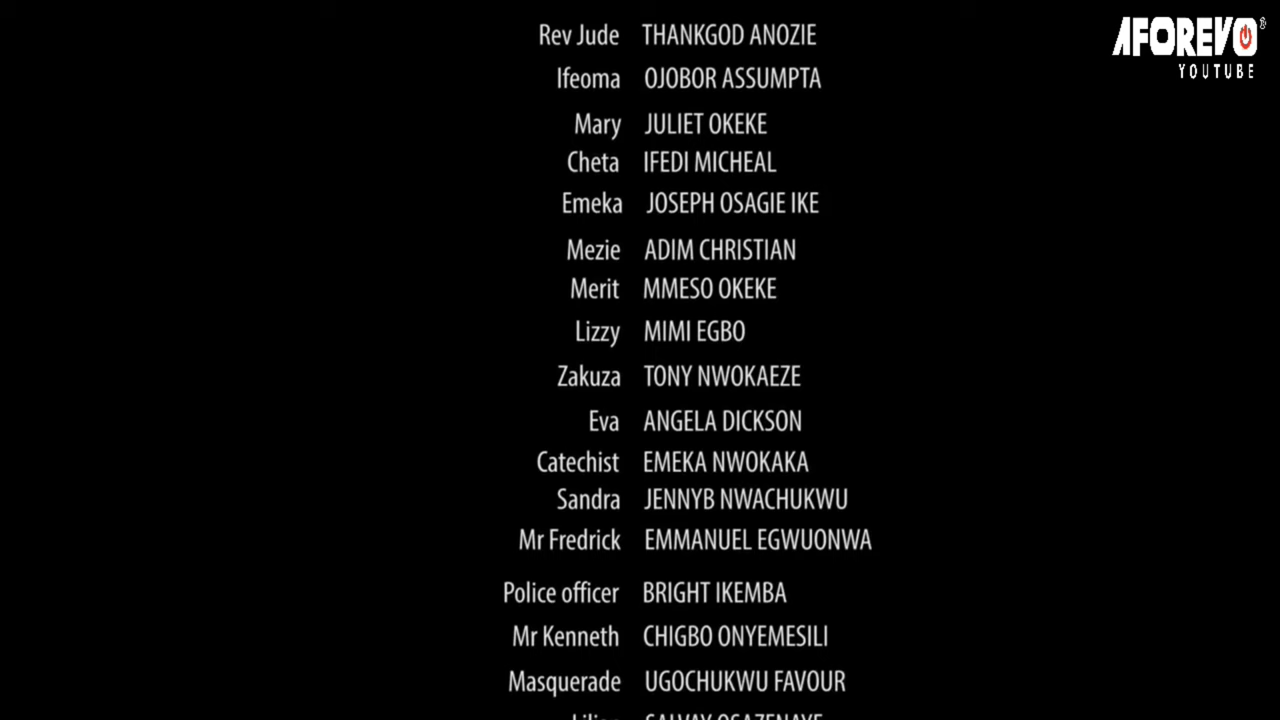 AFOREVO®
YOUTUBE
Rev Jude THANKGOD ANOZIE
Ifeoma OJOBOR ASSUMPTA
Mary JULIET OKEKE
Cheta IFEDI MICHEAL
Emeka JOSEPH OSAGIE IKE
Mezie ADIM CHRISTIAN
Merit MMESO OKEKE
Lizzy MIMI EGBO
Zakuza TONY NWOKAEZE
Eva ANGELA DICKSON
Catechist EMEKA NWOKAKA
Sandra JENNYB NWACHUKWU
Mr Fredrick EMMANUEL EGWUONWA
Police officer BRIGHT IKEMBA
Mr Kenneth CHIGBO ONYEMESILI
Masquerade UGOCHUKWU FAVOUR